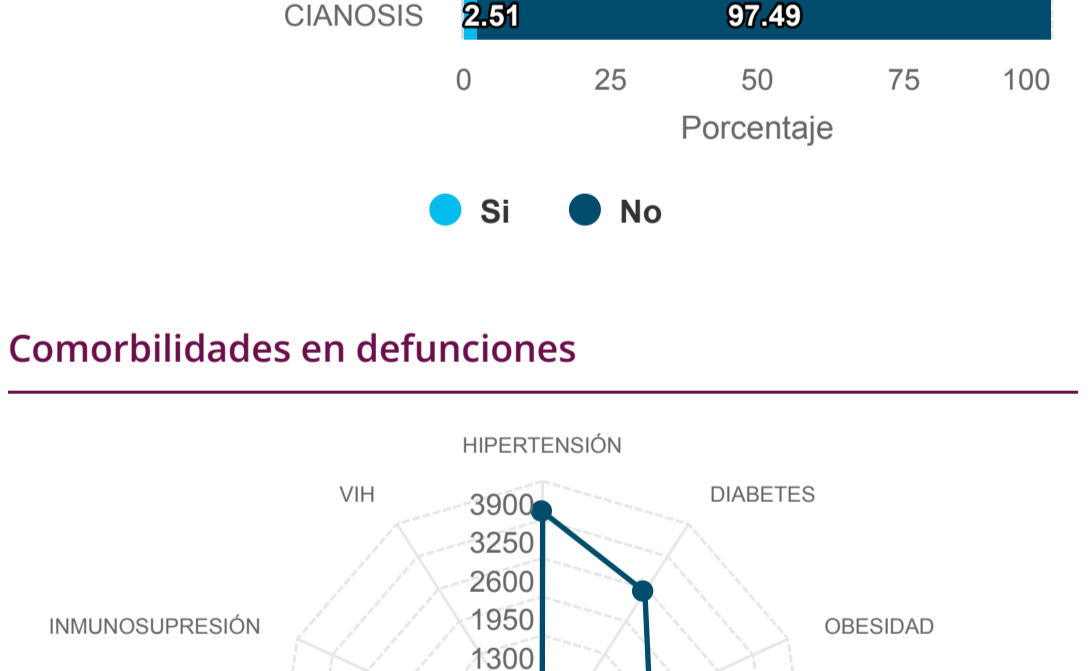 CIANOSIS 2.51 97.49
0 25 50 75 100
Porcentaje
Si No
Comorbilidades en defunciones
HIPERTENSIÓN
VIH DIABETES
3900
3250
2600
1950
INMUNOSUPRESIÓN OBESIDAD
1300